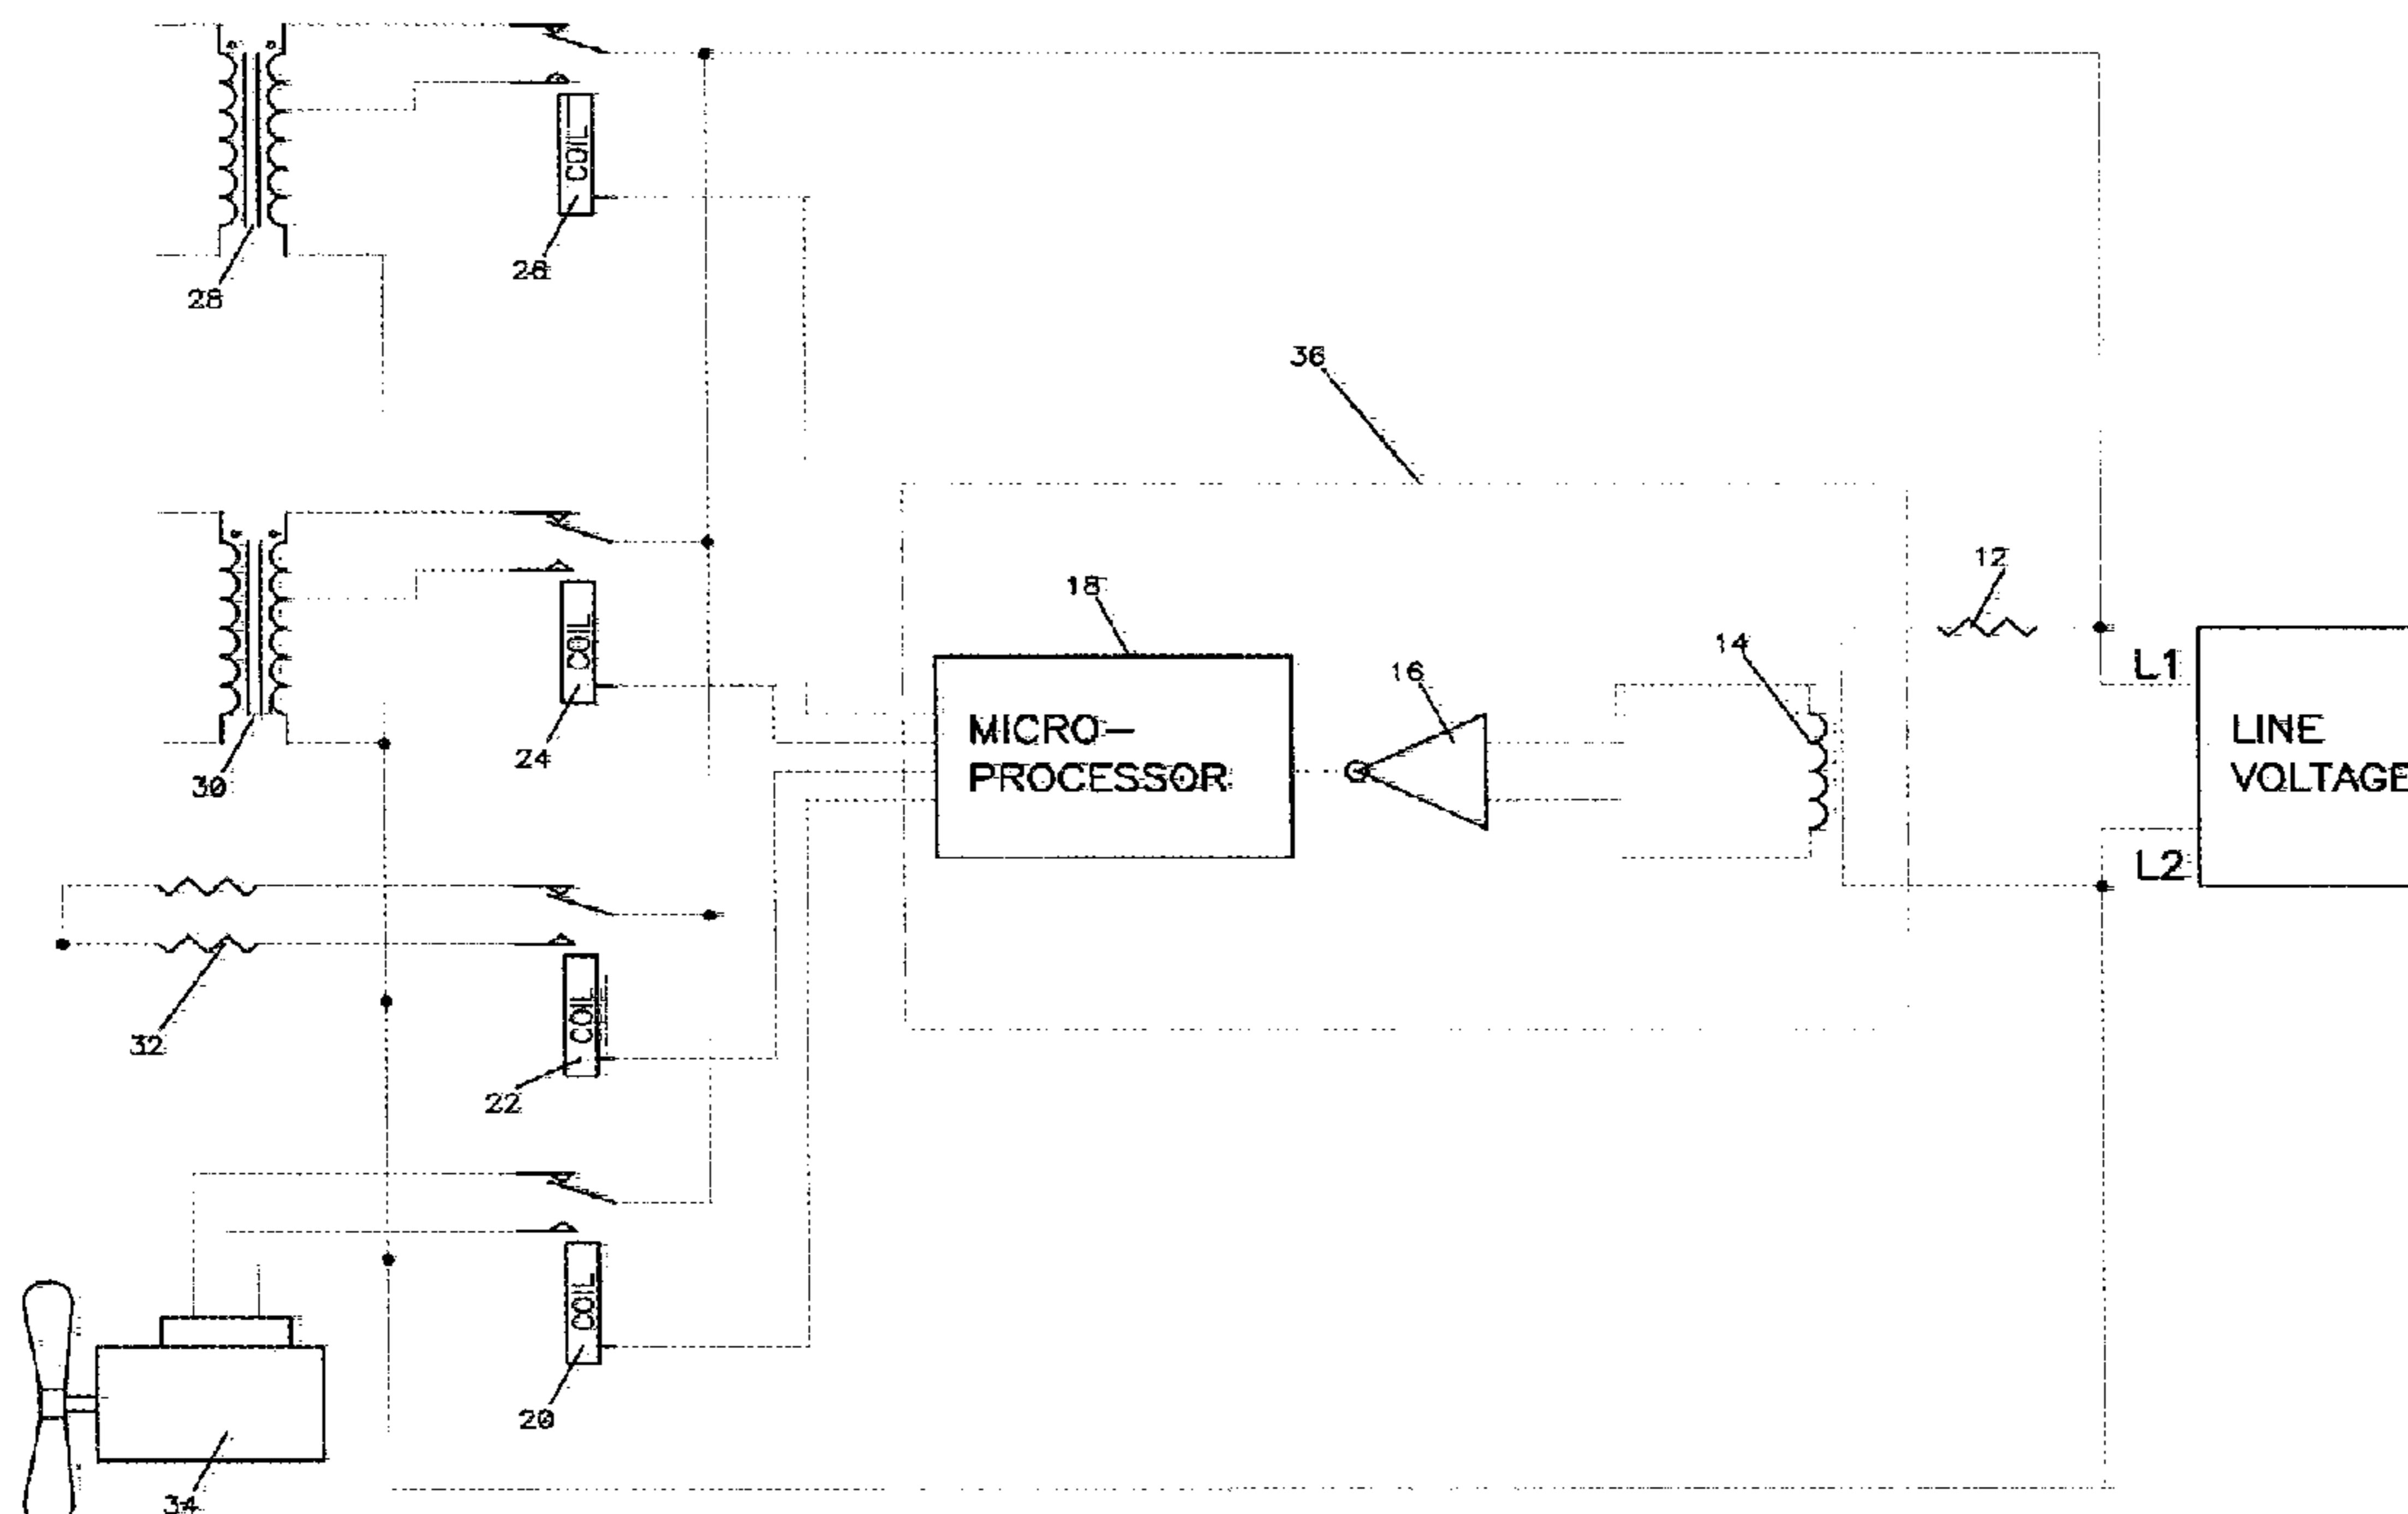 COIL
26
28
36
12
18
14
16
L1
COIL
MICRO-
PROCESSOR
LINE
VOLTAGE
24
30
L2
32
COIL
22
COIL
20
34